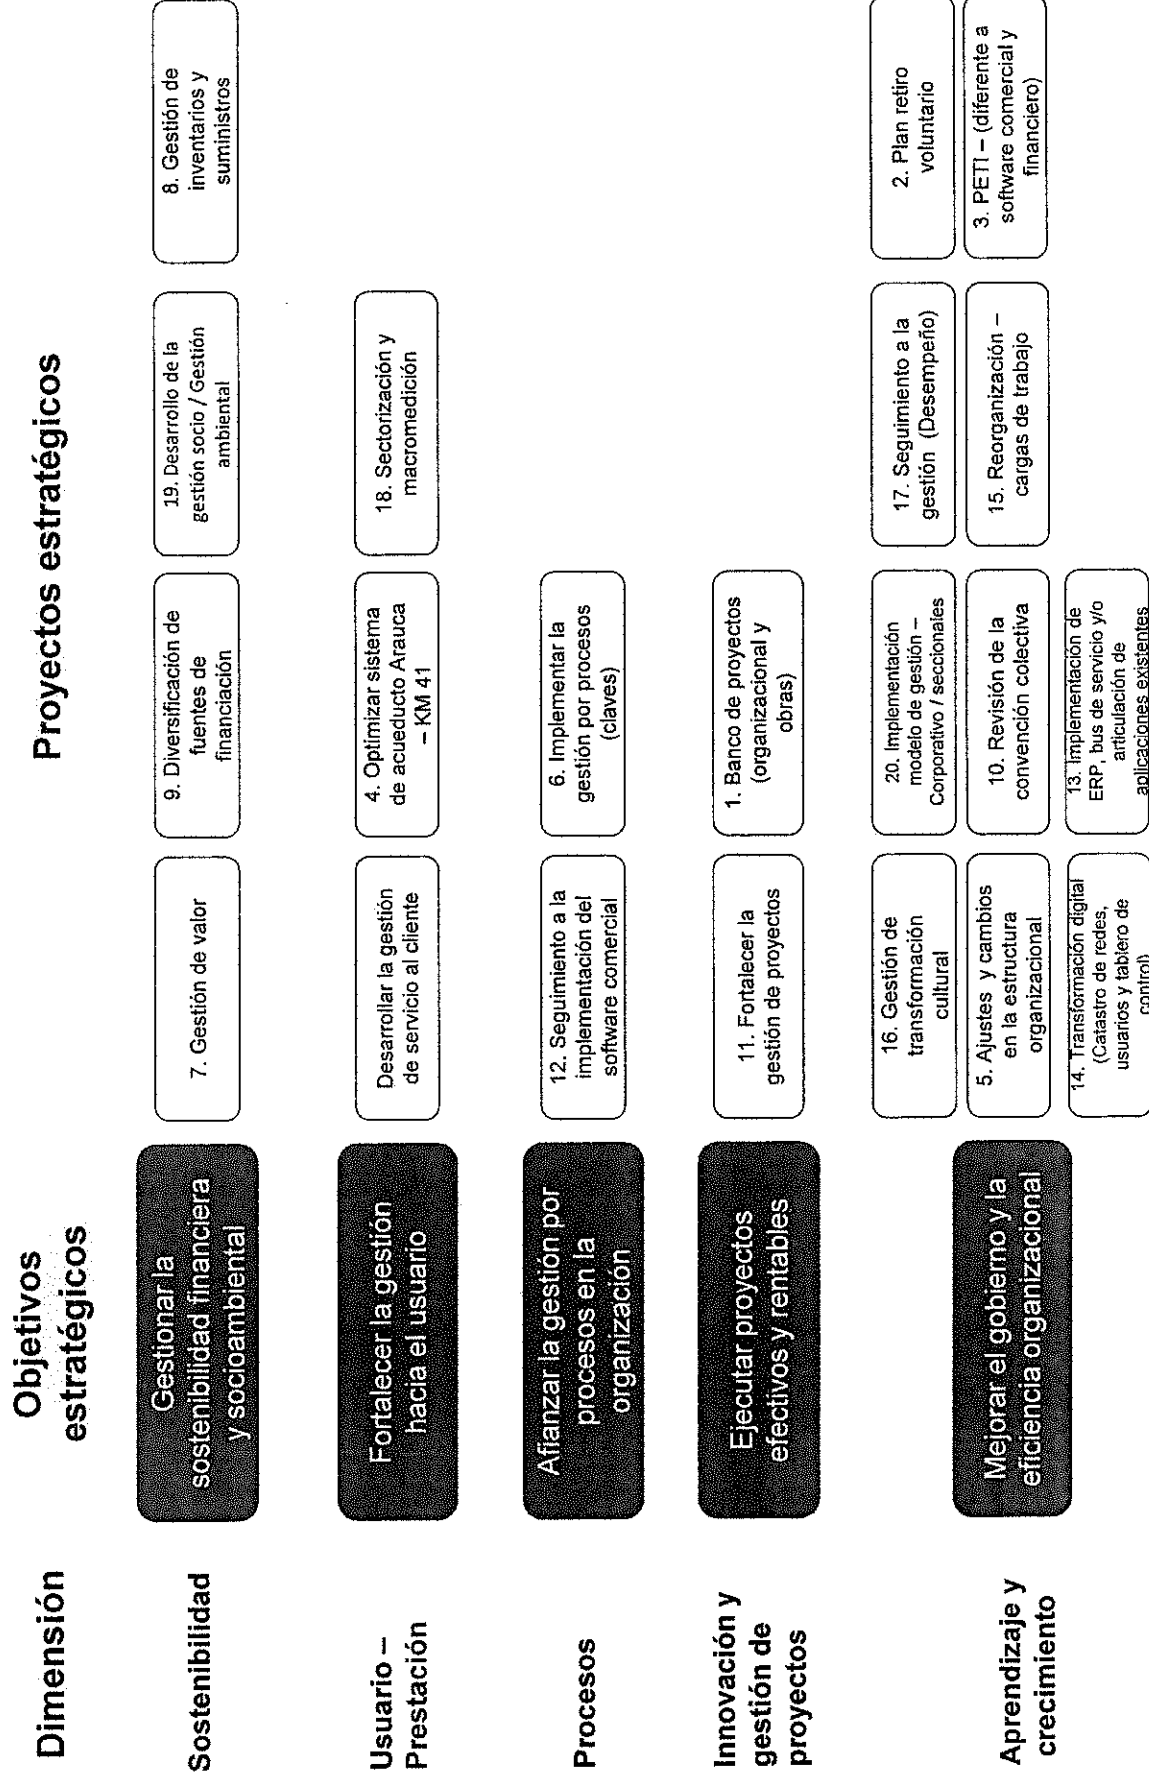 Dimensión
Objetivos
estratégicos
Proyectos estratégicos
Sostenibilidad
Gestionar la
sostenibilidad financiera
y socioambiental
7. Gestión de valor
9. Diversificación de
fuentes de
financiación
19. Desarrollo de la
gestión socio / Gestión
ambiental
8. Gestión de
inventarios y
suministros
Usuario –
Prestación
Fortalecer la gestión
hacia el usuario
Desarrollar la gestión
de servicio al cliente
4. Optimizar sistema
de acueducto Arauca
– KM 41
18. Sectorización y
macromedición
Procesos
Afianzar la gestión por
procesos en la
organización
12. Seguimiento a la
implementación del
software comercial
6. Implementar la
gestión por procesos
(claves)
Innovación y
gestión de
proyectos
Ejecutar proyectos
efectivos y rentables
11. Fortalecer la
gestión de proyectos
1. Banco de proyectos
(organizacional y
obras)
Aprendizaje y
crecimiento
Mejorar el gobierno y la
eficiencia organizacional
16. Gestión de
transformación
cultural
20. Implementación
modelo de gestión –
Corporativo / seccionales
17. Seguimiento a la
gestión (Desempeño)
2. Plan retiro
voluntario
5. Ajustes y cambios
en la estructura
organizacional
10. Revisión de la
convención colectiva
15. Reorganización –
cargas de trabajo
3. PETI – (diferente a
software comercial y
financiero)
14. Transformación digital
(Catastro de redes,
usuarios y tablero de
control)
13. Implementación de
ERP, bus de servicio y/o
articulación de
aplicaciones existentes